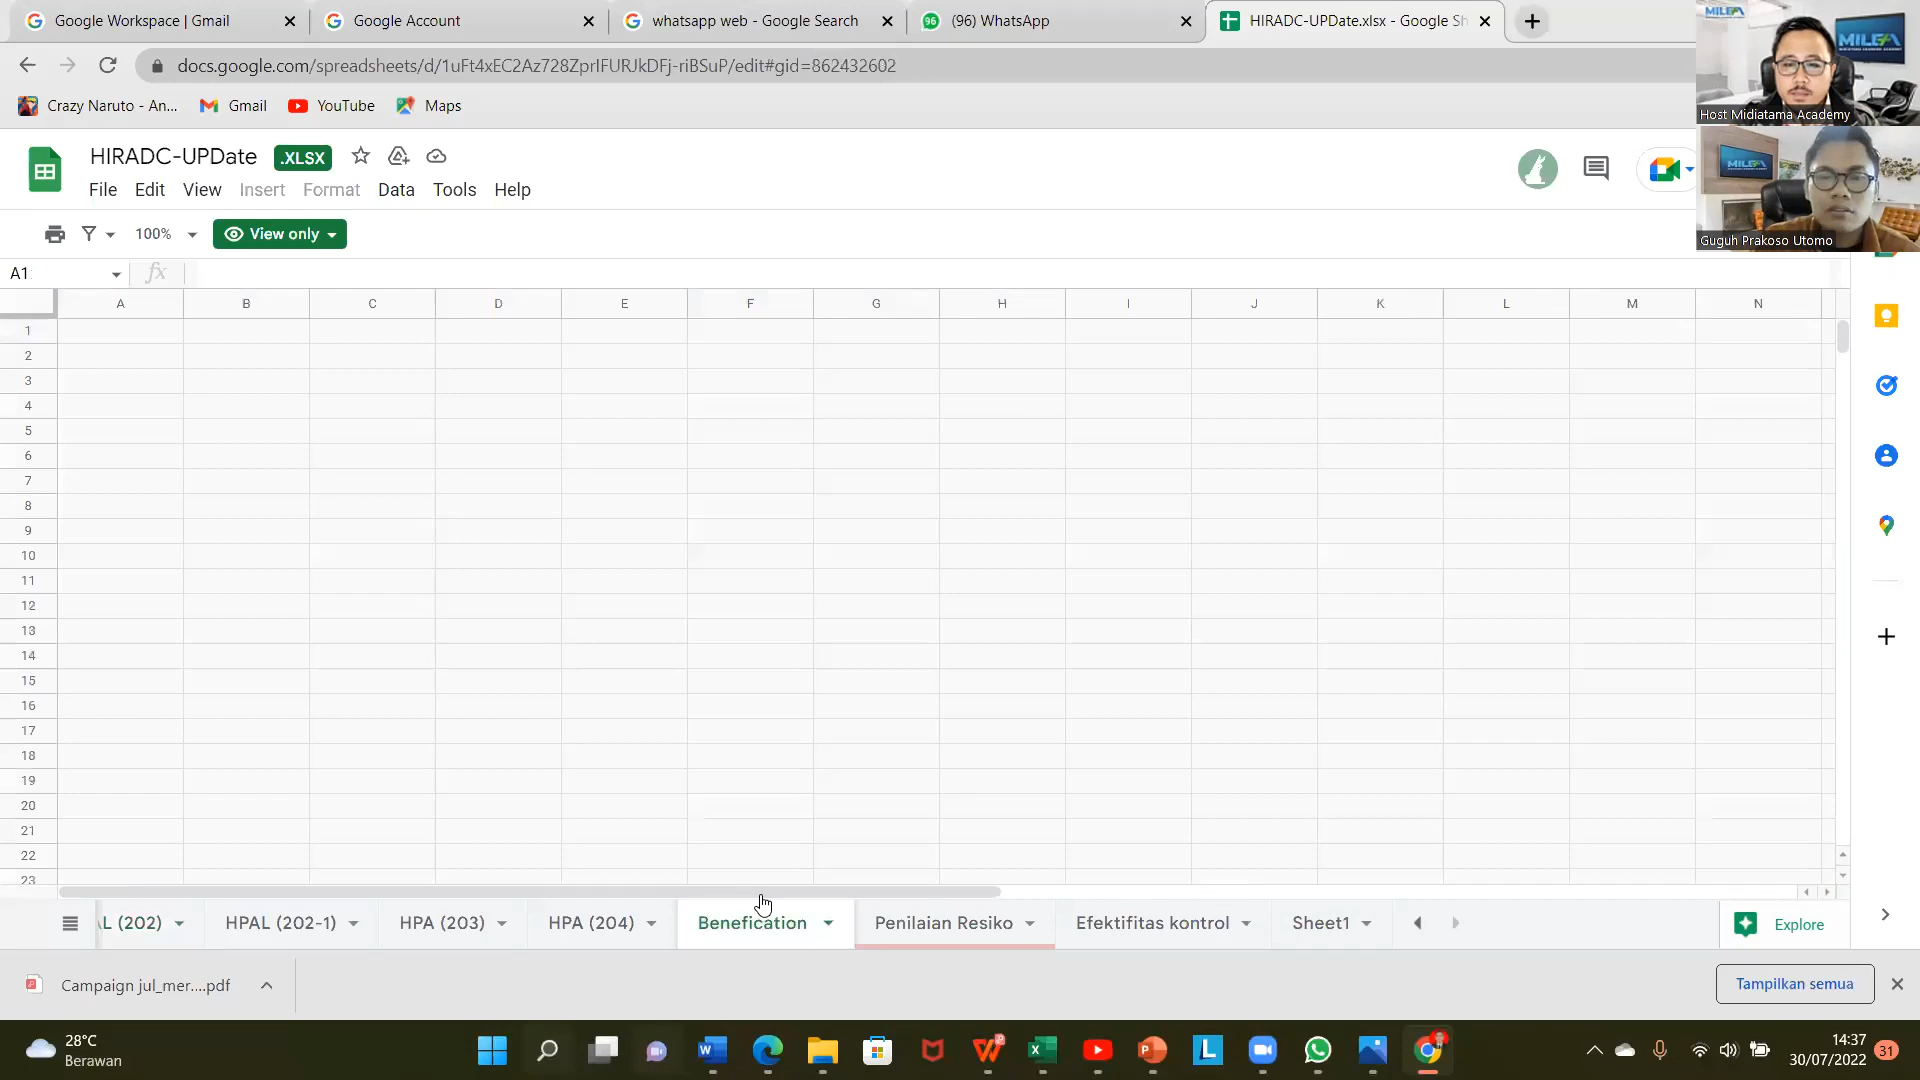 Google Workspace | Gmail
Google Account
whatsapp web - Google Search
96
(96) WhatsApp
HIRADC-UPDate.xlsx - Google Sh
docs.google.com/spreadsheets/d/1uFt4xEC2Az728ZprIFURJkDFj-riBSuP/edit#gid=862432602
Crazy Naruto - An...
Gmail
YouTube
Maps
MILEA
Host Midiatama Academy
MILEA
Guguh Prakoso Utomo
HIRADC-UPDate
.XLSX
File
Edit
View
Insert
Format
Data
Tools
Help
100%
View only
A1
fx
A B C D E F G H I J K L M N
1
2
3
4
5
6
7
8
9
10
11
12
13
14
15
16
17
18
19
20
21
22
23
L (202)
HPAL (202-1)
HPA (203)
HPA (204)
Benefication
Penilaian Resiko
Efektifitas kontrol
Sheet1
Explore
Campaign jul_mer....pdf
Tampilkan semua
28°C
Berawan
14:37
30/07/2022
31